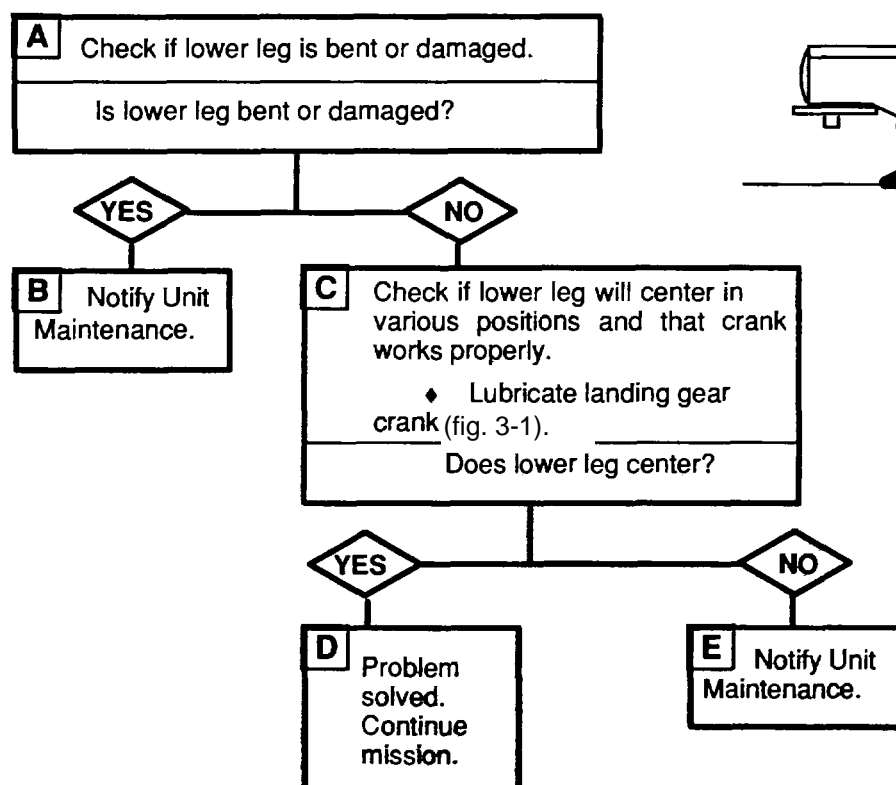 A
Check if lower leg is bent or damaged.
Is lower leg bent or damaged?
YES
NO
B
Notify Unit
Maintenance.
C
Check if lower leg will center in
various positions and that crank
works properly.
♦ Lubricate landing gear
crank (fig. 3-1).
Does lower leg center?
YES
NO
D
Problem
solved.
Continue
mission.
E
Notify Unit
Maintenance.